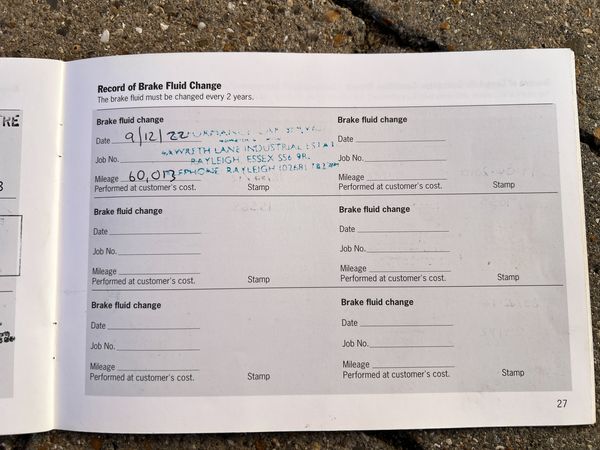 Record of Brake Fluid Change
The brake fluid must be changed every 2 years.
Brake fluid change
Date 9/12/22
Job No.
Mileage 60,013
Performed at customer's cost. Stamp
LANE INDUSTRIAL
RAYLEIGH, ESSEX SS6 9R
RAYLEIGH (0268)
Brake fluid change
Date
Job No.
Mileage
Performed at customer's cost. Stamp
Brake fluid change
Date
Job No.
Mileage
Performed at customer's cost. Stamp
Brake fluid change
Date
Job No.
Mileage
Performed at customer's cost. Stamp
Brake fluid change
Date
Job No.
Mileage
Performed at customer's cost. Stamp
Brake fluid change
Date
Job No.
Mileage
Performed at customer's cost. Stamp
27